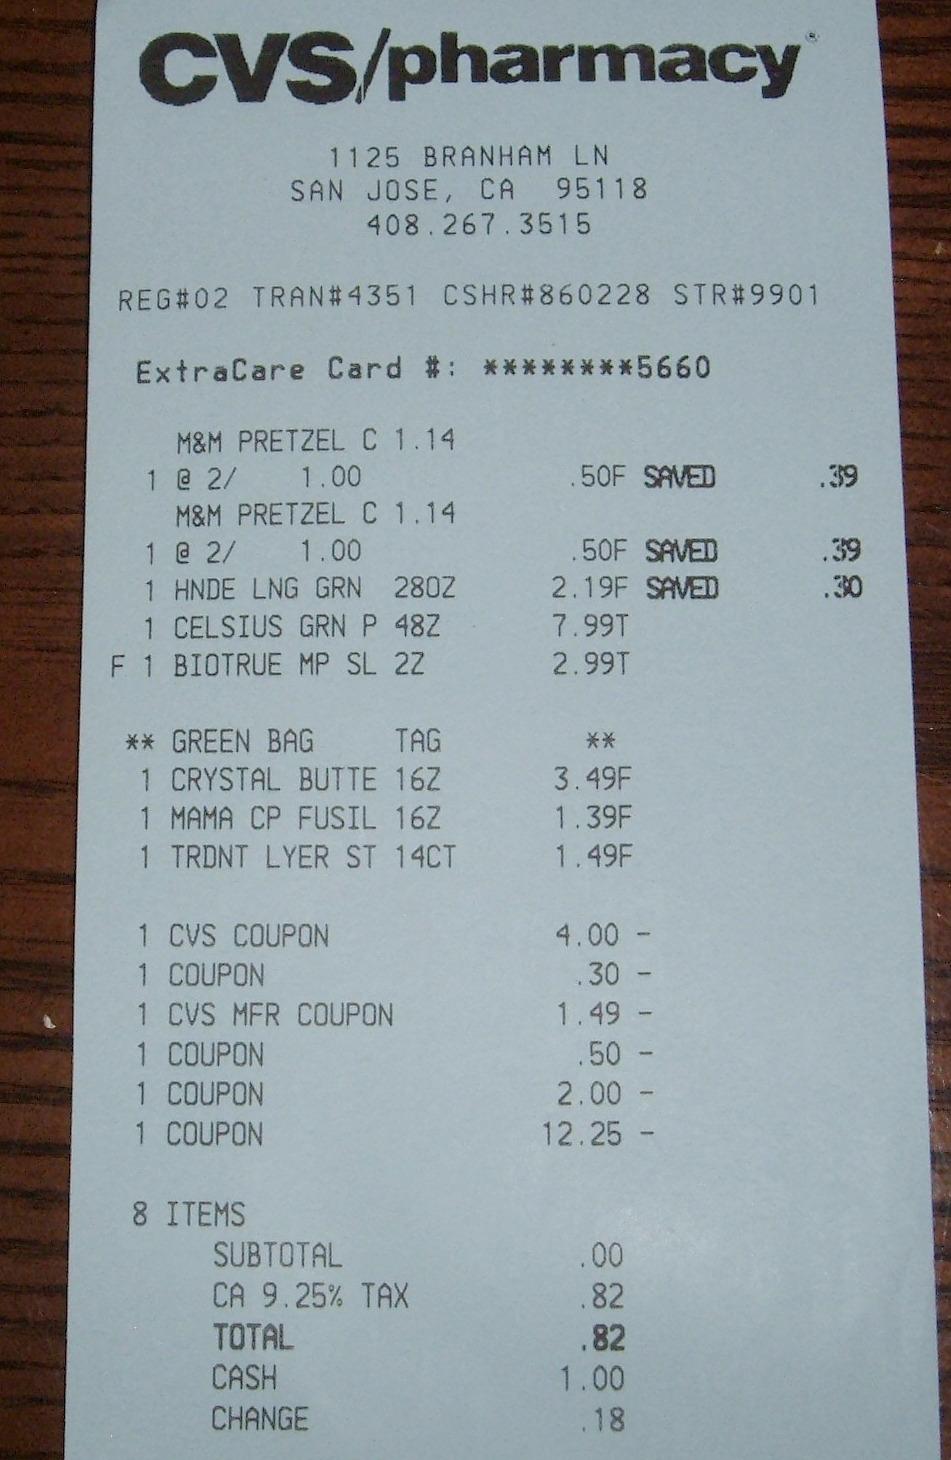 CVS/pharmacy®
1125 BRANHAM LN
SAN JOSE, CA 95118
408.267.3515
REG#02 TRAN#4351 CSHR#860228 STR#9901
ExtraCare Card #: ********5660
M&M PRETZEL C 1.14
1 @ 2/ 1.00 .50F SAVED .39
M&M PRETZEL C 1.14
1 @ 2/ 1.00 .50F SAVED .39
1 HNDE LNG GRN 28OZ 2.19F SAVED .30
1 CELSIUS GRN P 48Z 7.99T
F 1 BIOTRUE MP SL 2Z 2.99T
** GREEN BAG TAG **
1 CRYSTAL BUTTE 16Z 3.49F
1 MAMA CP FUSIL 16Z 1.39F
1 TRDNT LYER ST 14CT 1.49F
1 CVS COUPON 4.00 -
1 COUPON .30 -
1 CVS MFR COUPON 1.49 -
1 COUPON .50 -
1 COUPON 2.00 -
1 COUPON 12.25 -
8 ITEMS
SUBTOTAL .00
CA 9.25% TAX .82
TOTAL .82
CASH 1.00
CHANGE .18